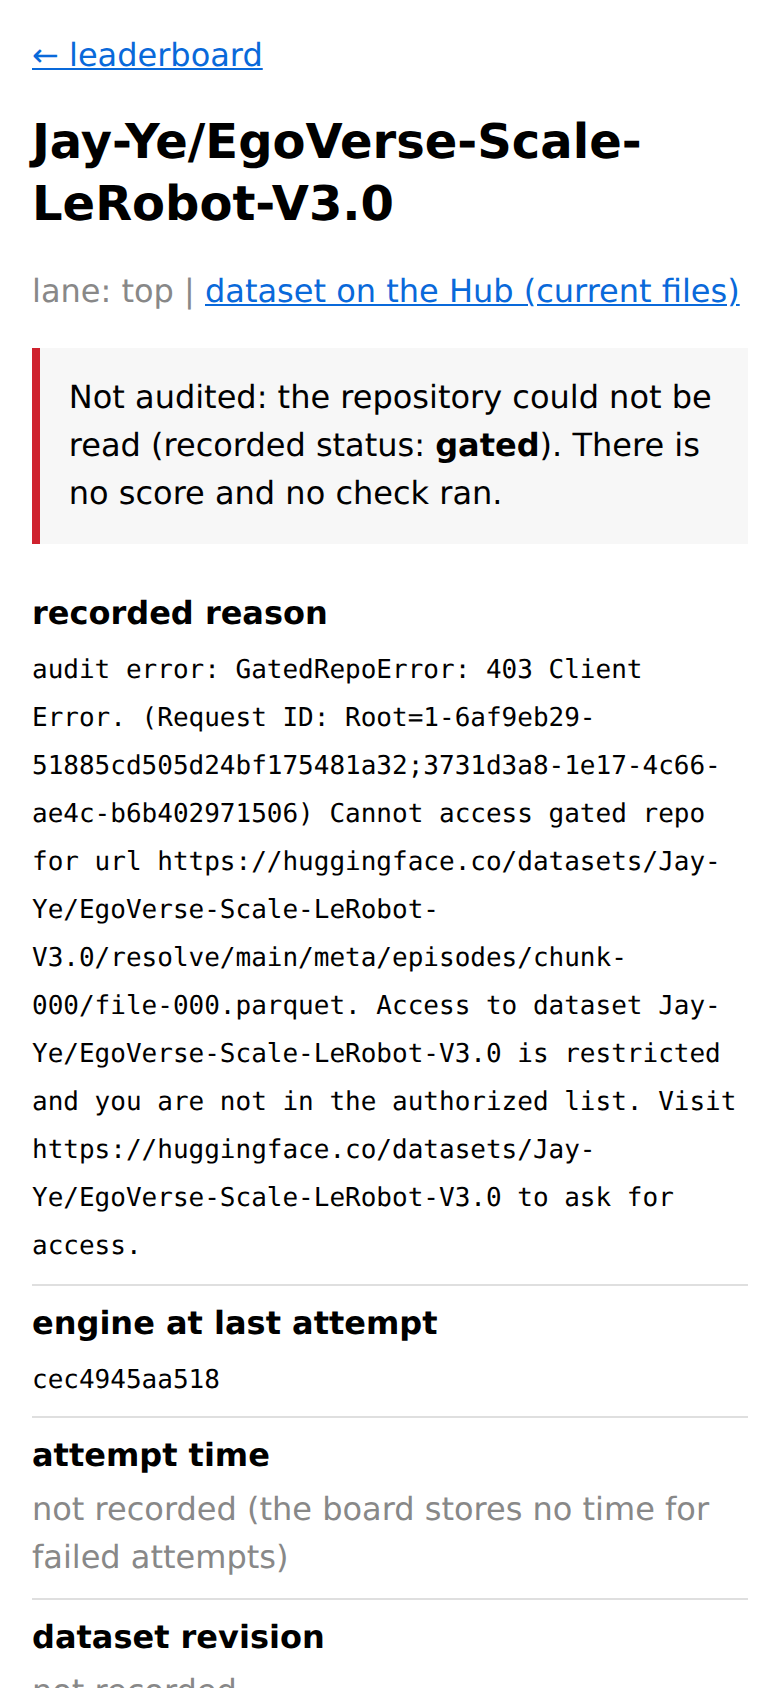 ← leaderboard
Jay-Ye/EgoVerse-Scale-
LeRobot-V3.0
lane: top | dataset on the Hub (current files)
Not audited: the repository could not be
read (recorded status: gated). There is
no score and no check ran.
recorded reason
audit error: GatedRepoError: 403 Client
Error. (Request ID: Root=1-6af9eb29-
51885cd505d24bf175481a32;3731d3a8-1e17-4c66-
ae4c-b6b402971506) Cannot access gated repo
for url https://huggingface.co/datasets/Jay-
Ye/EgoVerse-Scale-LeRobot-
V3.0/resolve/main/meta/episodes/chunk-
000/file-000.parquet. Access to dataset Jay-
Ye/EgoVerse-Scale-LeRobot-V3.0 is restricted
and you are not in the authorized list. Visit
https://huggingface.co/datasets/Jay-
Ye/EgoVerse-Scale-LeRobot-V3.0 to ask for
access.
engine at last attempt
cec4945aa518
attempt time
not recorded (the board stores no time for
failed attempts)
dataset revision
not recorded